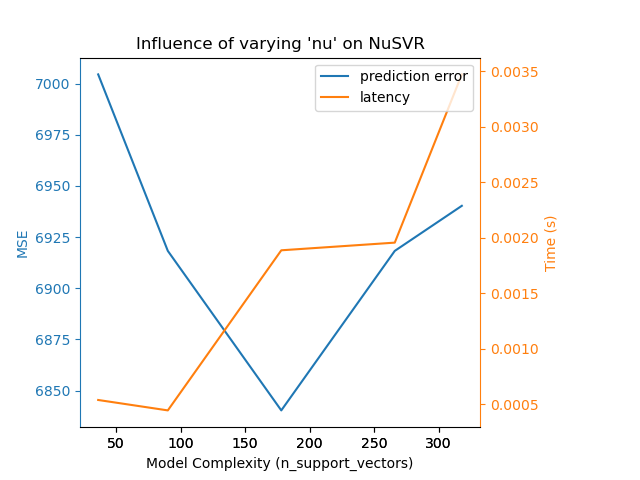 Influence of varying 'nu' on NuSVR
prediction error
latency
7000
6975
6950
6925
6900
6875
6850
MSE
0.0035
0.0030
0.0025
0.0020
0.0015
0.0010
0.0005
Time (s)
50 100 150 200 250 300
Model Complexity (n_support_vectors)